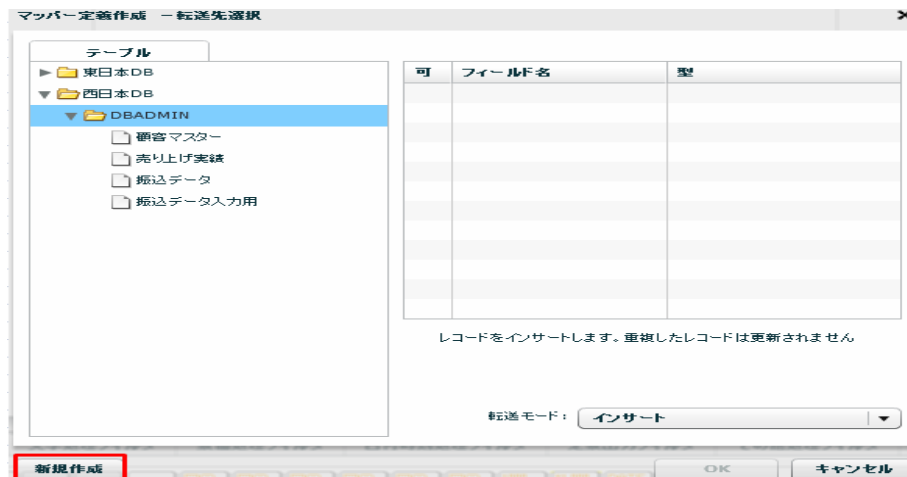 マッパー定義作成 －転送先選択
テーブル
東日本DB
西日本DB
DBADMIN
顧客マスター
売り上げ実績
振込データ
振込データ入力用
可 フィールド名 型
レコードをインサートします。重複したレコードは更新されません
転送モード： インサート
新規作成 OK キャンセル